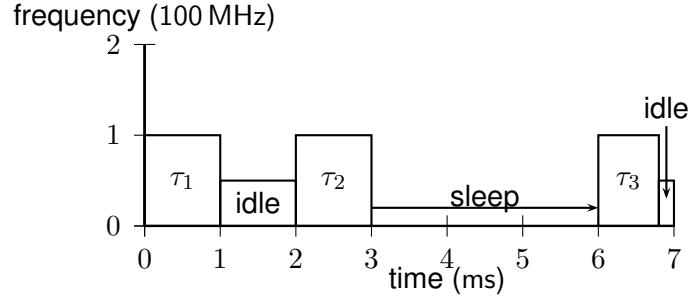 frequency (100 MHz)
2
idle
1
τ1 τ2 τ3
idle sleep
0
0 1 2 3 4 5 6 7
time (ms)